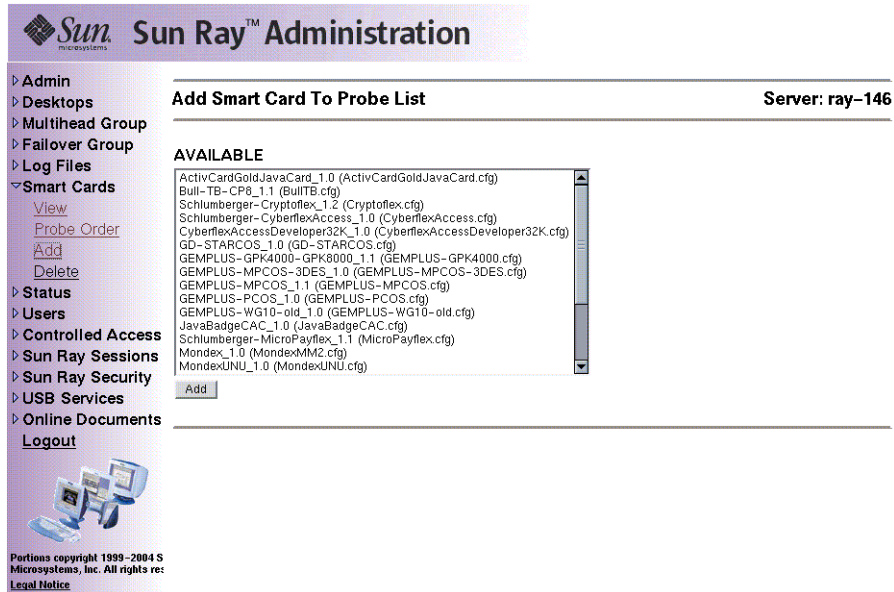 Sun
microsystems
Sun Ray™ Administration
Admin
Desktops
Multihead Group
Failover Group
Log Files
Smart Cards
View
Probe Order
Add
Delete
Status
Users
Controlled Access
Sun Ray Sessions
Sun Ray Security
USB Services
Online Documents
Logout
Portions copyright 1999-2004 S
Microsystems, Inc. All rights res
Legal Notice
Add Smart Card To Probe List
Server: ray-146
AVAILABLE
ActivCardGoldJavaCard_1.0 (ActivCardGoldJavaCard.cfg)
Bull-TB-CP8_1.1 (BullTB.cfg)
Schlumberger-Cryptoflex_1.2 (Cryptoflex.cfg)
Schlumberger-CyberflexAccess_1.0 (CyberflexAccess.cfg)
CyberflexAccessDeveloper32K_1.0 (CyberflexAccessDeveloper32K.cfg)
GD-STARCOS_1.0 (GD-STARCOS.cfg)
GEMPLUS-GPK4000-GPK8000_1.1 (GEMPLUS-GPK4000.cfg)
GEMPLUS-MPCOS-3DES_1.0 (GEMPLUS-MPCOS-3DES.cfg)
GEMPLUS-MPCOS_1.1 (GEMPLUS-MPCOS.cfg)
GEMPLUS-PCOS_1.0 (GEMPLUS-PCOS.cfg)
GEMPLUS-WG10-old_1.0 (GEMPLUS-WG10-old.cfg)
JavaBadgeCAC_1.0 (JavaBadgeCAC.cfg)
Schlumberger-MicroPayflex_1.1 (MicroPayflex.cfg)
Mondex_1.0 (MondexMM2.cfg)
MondexUNU_1.0 (MondexUNU.cfg)
Add